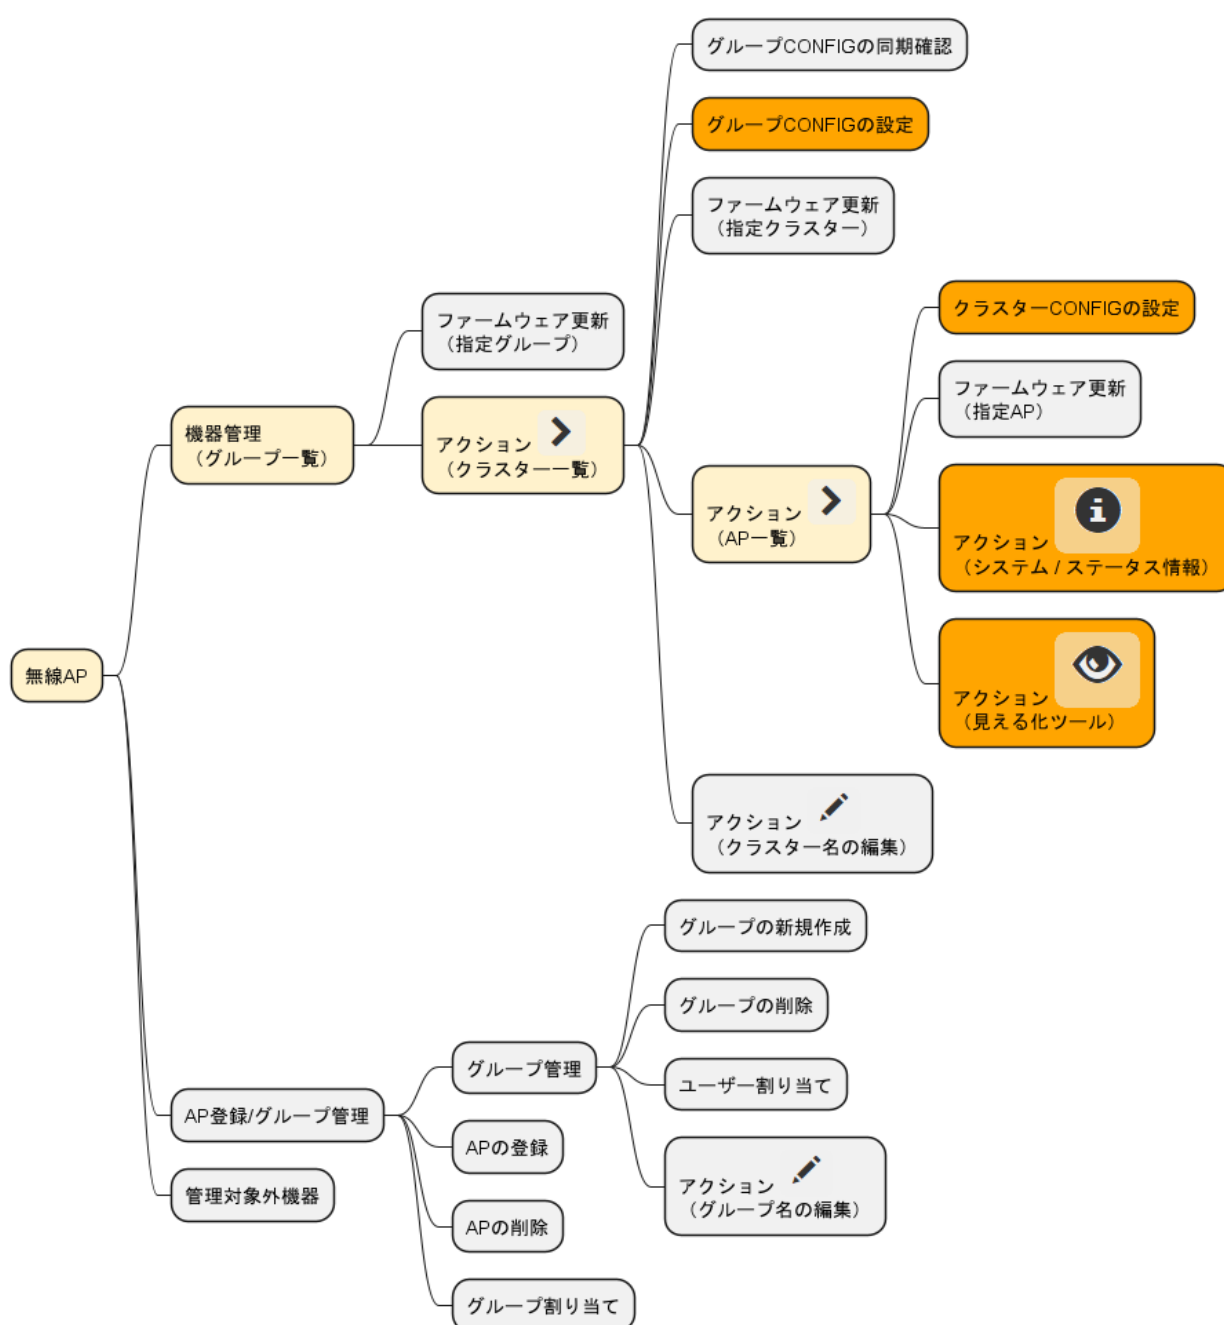 グループCONFIGの同期確認
グループCONFIGの設定
ファームウェア更新
（指定クラスター）
クラスターCONFIGの設定
ファームウェア更新
（指定グループ）
ファームウェア更新
（指定AP）
機器管理
（グループ一覧）
アクション
（クラスター一覧）
アクション
（AP一覧）
アクション
（システム / ステータス情報）
アクション
（見える化ツール）
無線AP
アクション
（クラスター名の編集）
グループの新規作成
グループの削除
グループ管理
ユーザー割り当て
AP登録/グループ管理
APの登録
アクション
（グループ名の編集）
管理対象外機器
APの削除
グループ割り当て